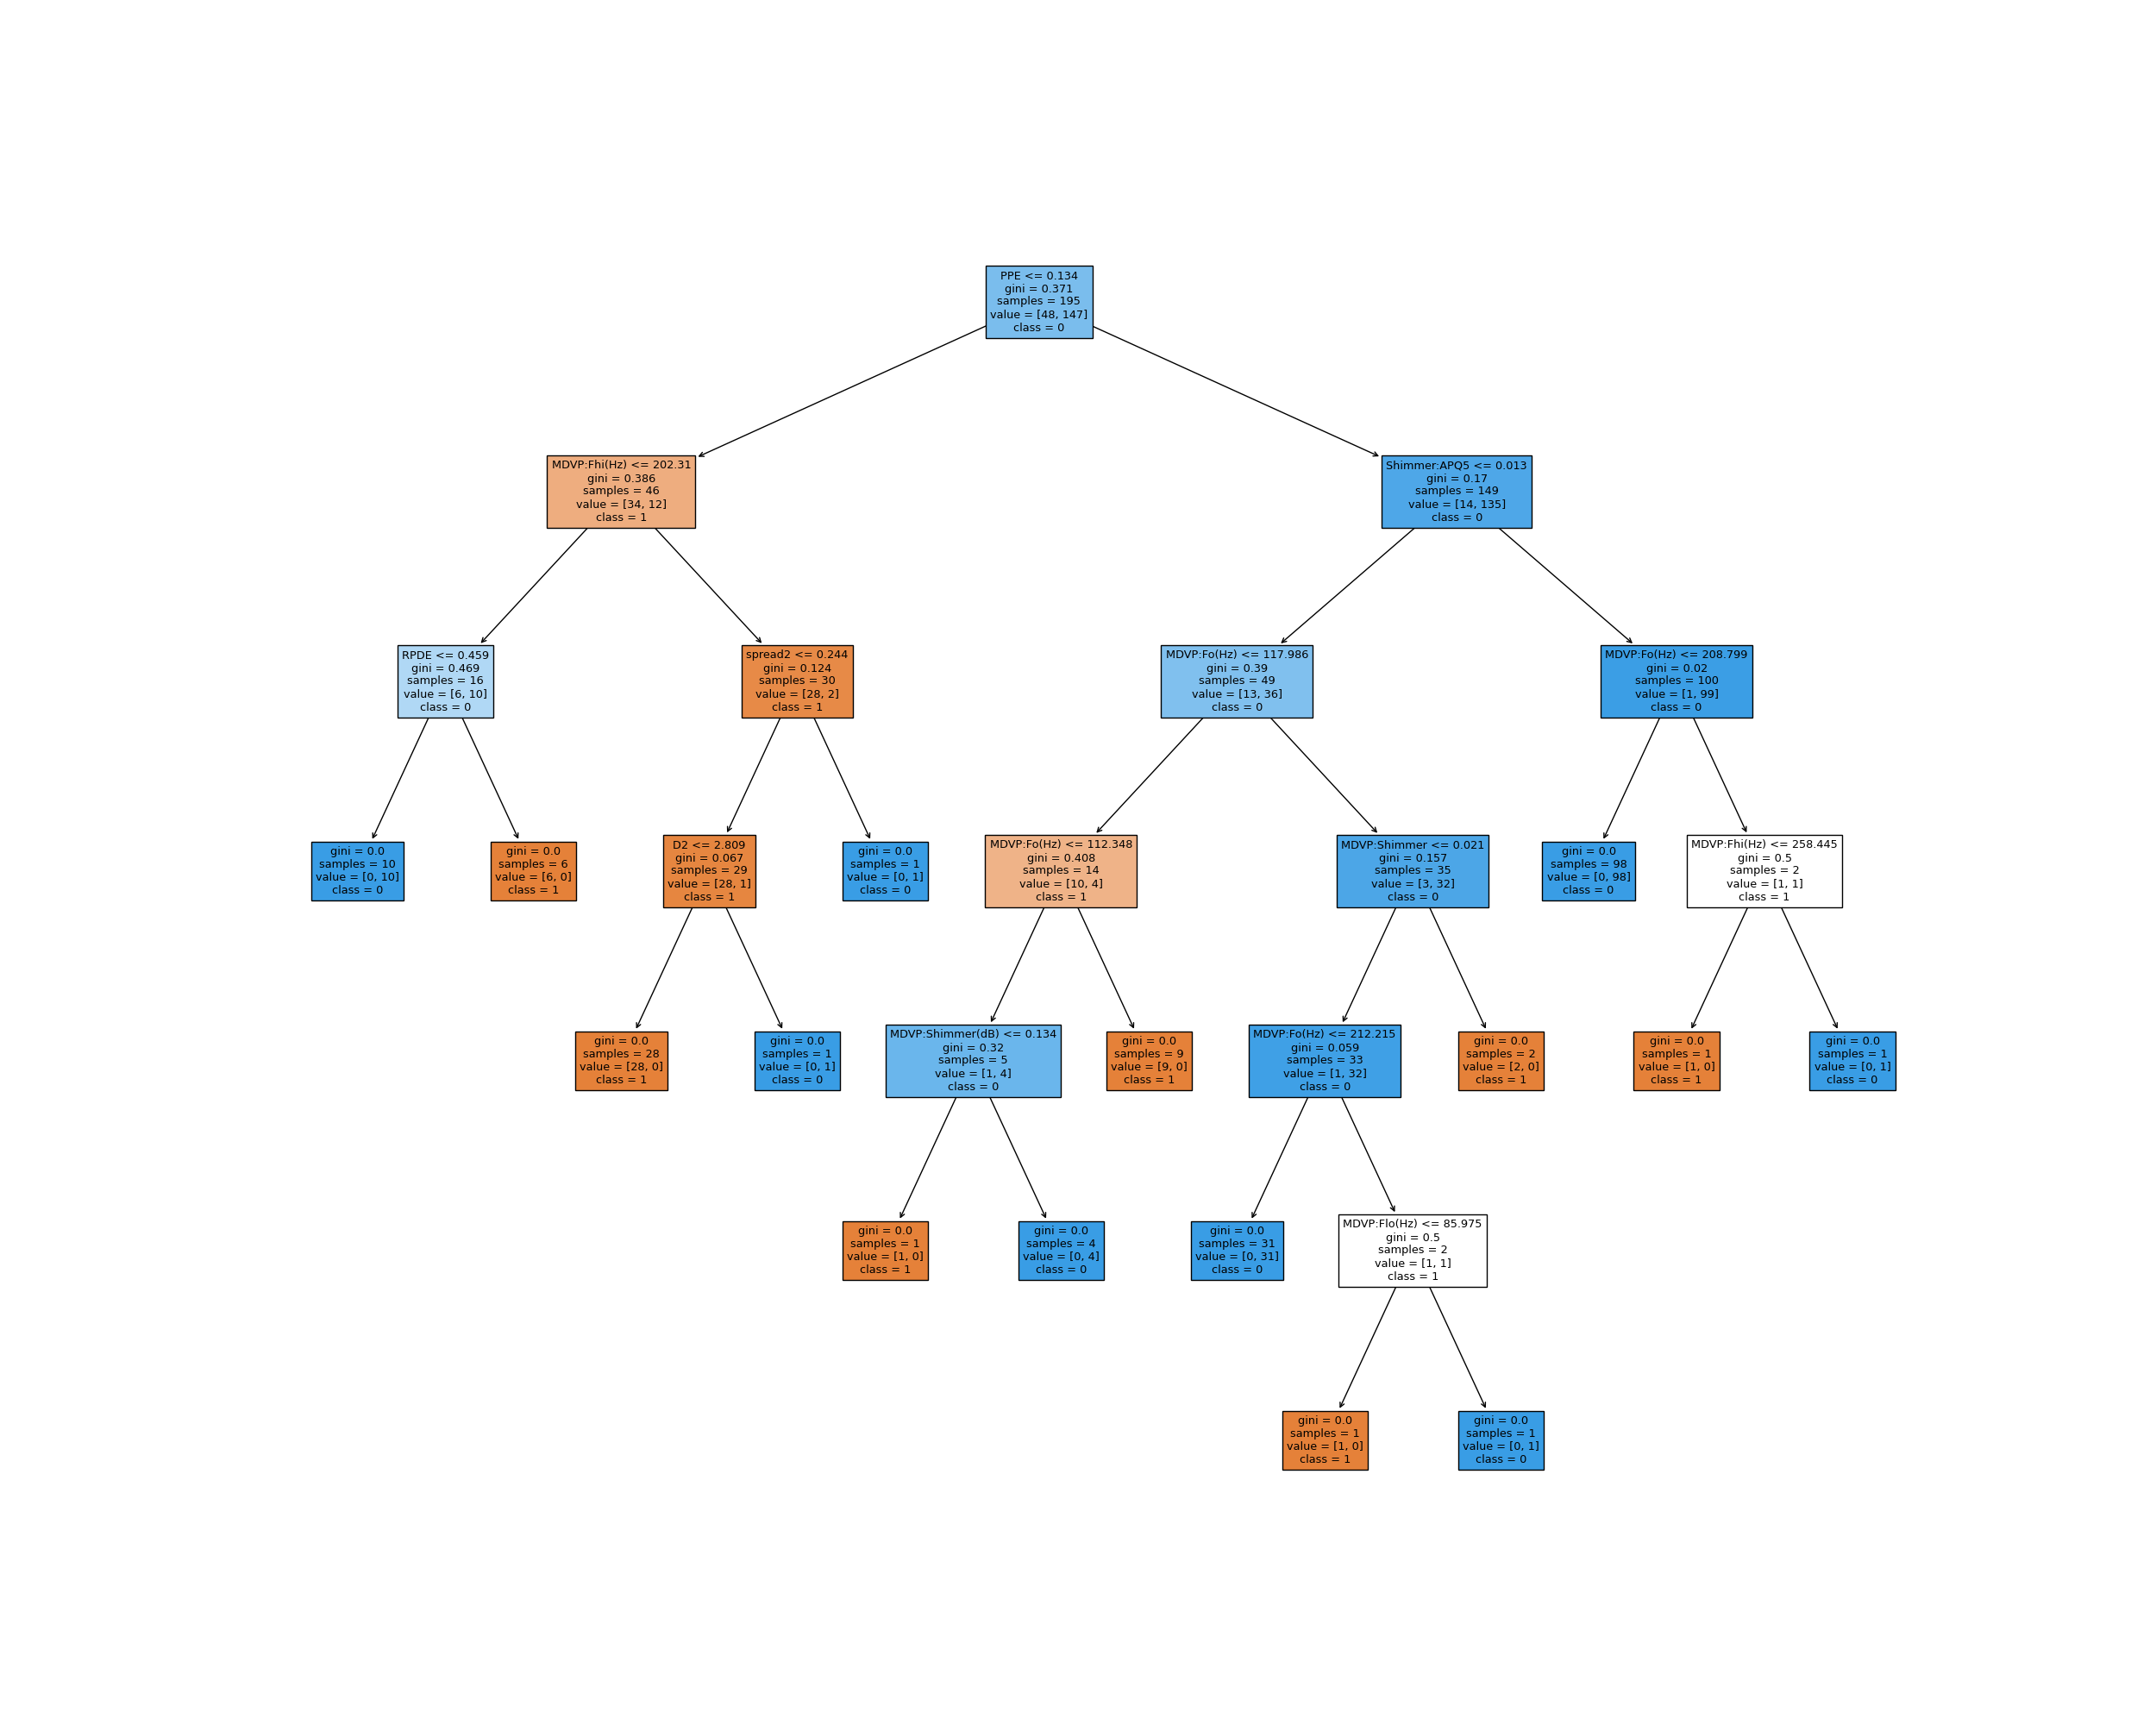 PPE <= 0.134
gini = 0.371
samples = 195
value = [48, 147]
class = 0
MDVP:Fhi(Hz) <= 202.31
gini = 0.386
samples = 46
value = [34, 12]
class = 1
Shimmer:APQ5 <= 0.013
gini = 0.17
samples = 149
value = [14, 135]
class = 0
RPDE <= 0.459
gini = 0.469
samples = 16
value = [6, 10]
class = 0
spread2 <= 0.244
gini = 0.124
samples = 30
value = [28, 2]
class = 1
MDVP:Fo(Hz) <= 117.986
gini = 0.39
samples = 49
value = [13, 36]
class = 0
MDVP:Fo(Hz) <= 208.799
gini = 0.02
samples = 100
value = [1, 99]
class = 0
gini = 0.0
samples = 10
value = [0, 10]
class = 0
gini = 0.0
samples = 6
value = [6, 0]
class = 1
D2 <= 2.809
gini = 0.067
samples = 29
value = [28, 1]
class = 1
gini = 0.0
samples = 1
value = [0, 1]
class = 0
MDVP:Fo(Hz) <= 112.348
gini = 0.408
samples = 14
value = [10, 4]
class = 1
MDVP:Shimmer <= 0.021
gini = 0.157
samples = 35
value = [3, 32]
class = 0
gini = 0.0
samples = 98
value = [0, 98]
class = 0
MDVP:Fhi(Hz) <= 258.445
gini = 0.5
samples = 2
value = [1, 1]
class = 1
gini = 0.0
samples = 28
value = [28, 0]
class = 1
gini = 0.0
samples = 1
value = [0, 1]
class = 0
MDVP:Shimmer(dB) <= 0.134
gini = 0.32
samples = 5
value = [1, 4]
class = 0
gini = 0.0
samples = 9
value = [9, 0]
class = 1
MDVP:Fo(Hz) <= 212.215
gini = 0.059
samples = 33
value = [1, 32]
class = 0
gini = 0.0
samples = 2
value = [2, 0]
class = 1
gini = 0.0
samples = 1
value = [1, 0]
class = 1
gini = 0.0
samples = 1
value = [0, 1]
class = 0
gini = 0.0
samples = 1
value = [1, 0]
class = 1
gini = 0.0
samples = 4
value = [0, 4]
class = 0
gini = 0.0
samples = 31
value = [0, 31]
class = 0
MDVP:Flo(Hz) <= 85.975
gini = 0.5
samples = 2
value = [1, 1]
class = 1
gini = 0.0
samples = 1
value = [1, 0]
class = 1
gini = 0.0
samples = 1
value = [0, 1]
class = 0